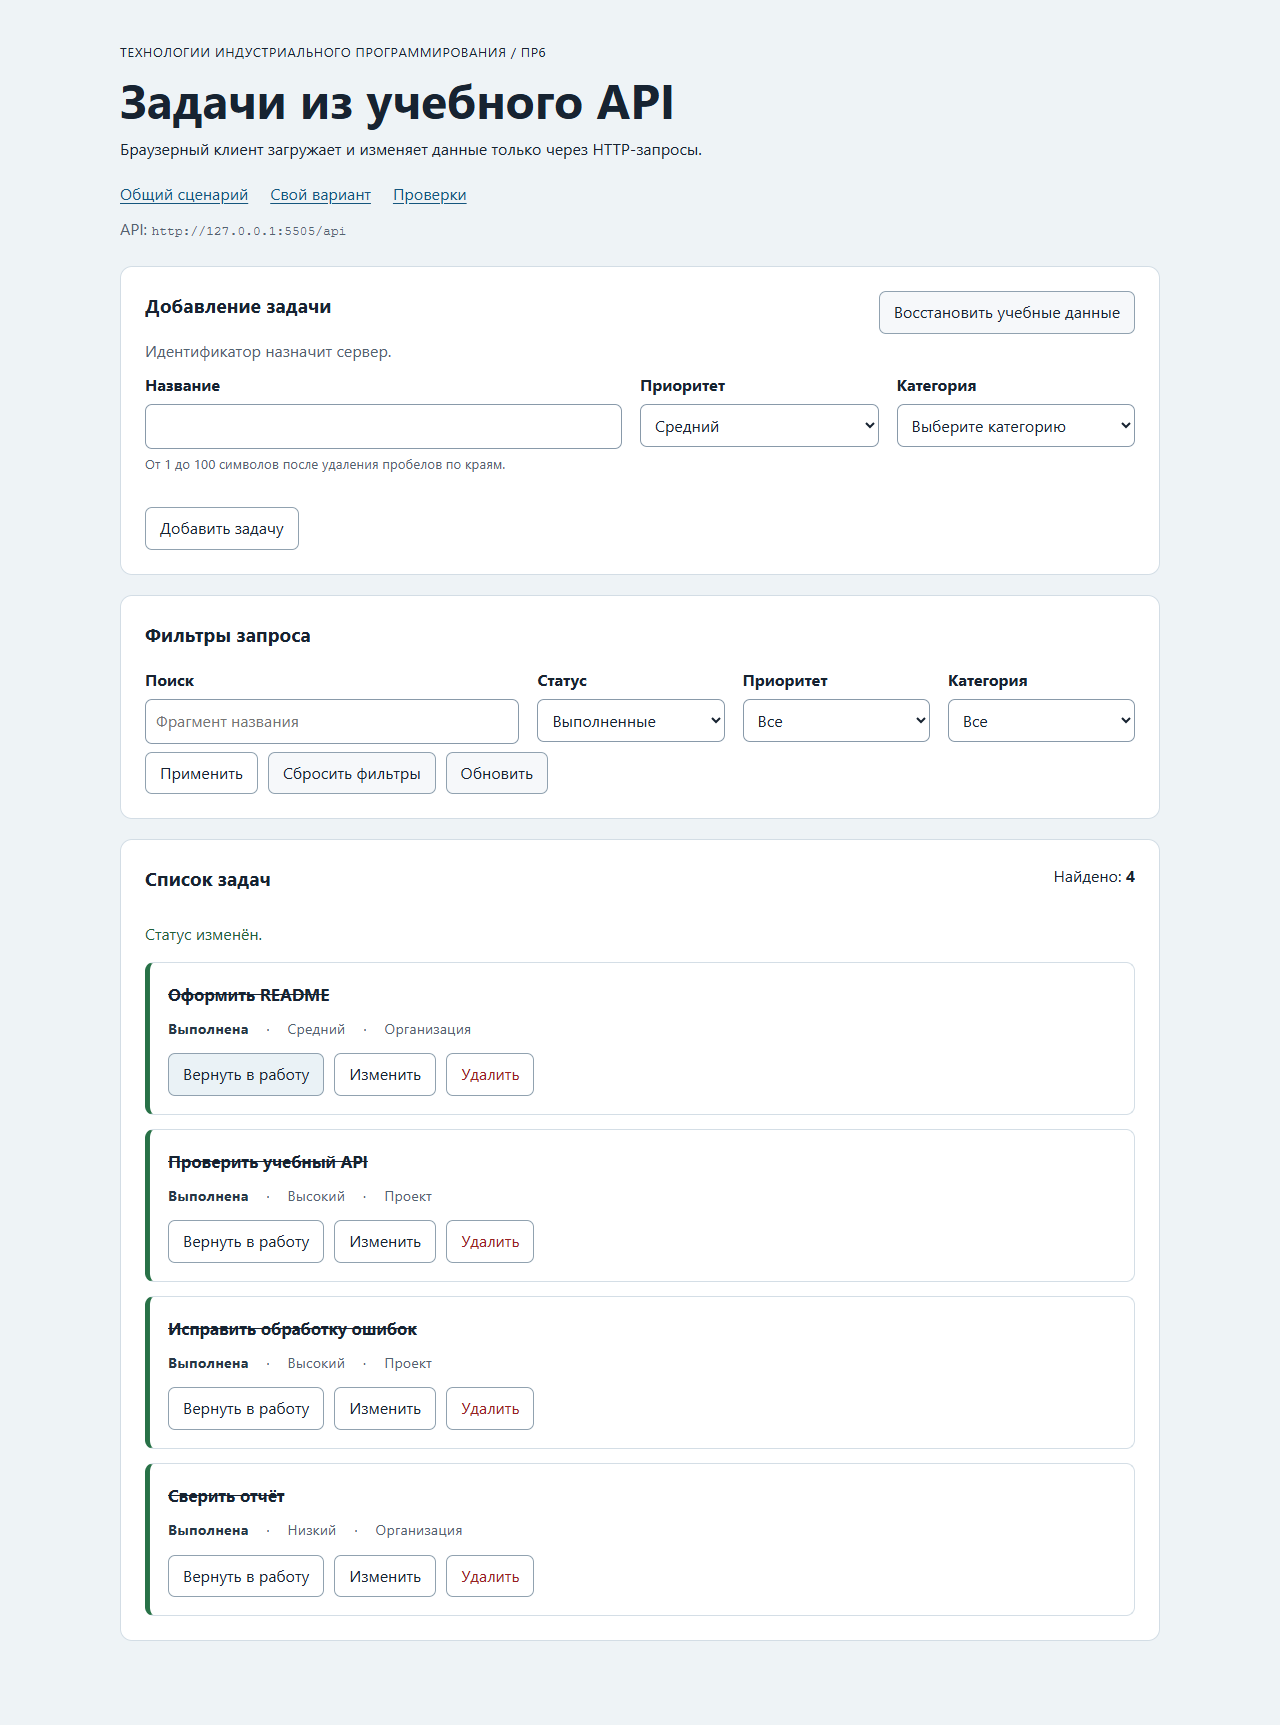 ТЕХНОЛОГИИ ИНДУСТРИАЛЬНОГО ПРОГРАММИРОВАНИЯ / ПР6
Задачи из учебного API
Браузерный клиент загружает и изменяет данные только через HTTP-запросы.
Общий сценарий Свой вариант Проверки
API: http://127.0.0.1:5505/api
Добавление задачи
Восстановить учебные данные
Идентификатор назначит сервер.
Название Приоритет Категория
Средний Выберите категорию
От 1 до 100 символов после удаления пробелов по краям.
Добавить задачу
Фильтры запроса
Поиск Статус Приоритет Категория
Фрагмент названия Выполненные Все Все
Применить Сбросить фильтры Обновить
Список задач
Найдено: 4
Статус изменён.
Оформить README
Выполнена · Средний · Организация
Вернуть в работу Изменить Удалить
Проверить учебный API
Выполнена · Высокий · Проект
Вернуть в работу Изменить Удалить
Исправить обработку ошибок
Выполнена · Высокий · Проект
Вернуть в работу Изменить Удалить
Сверить отчёт
Выполнена · Низкий · Организация
Вернуть в работу Изменить Удалить